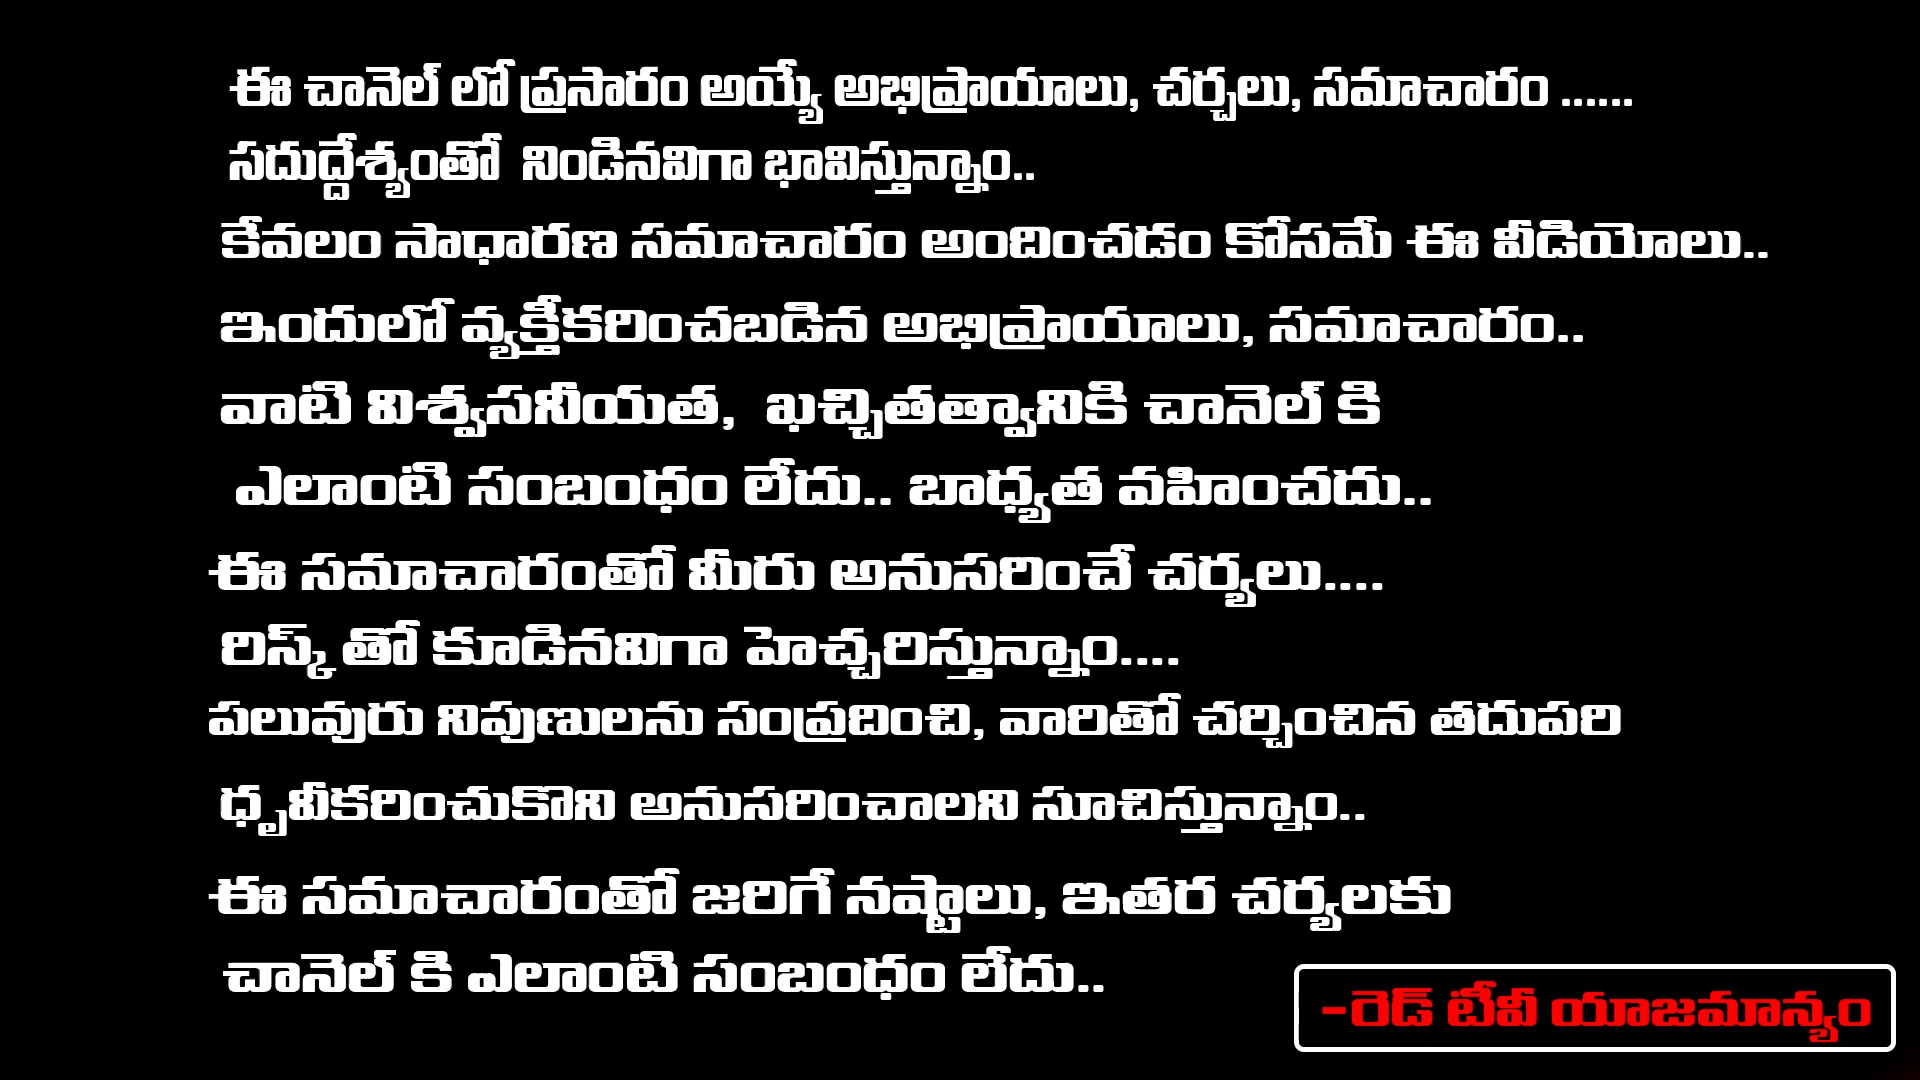 ఈ చానెల్ లో ప్రసారం అయ్యే అభిప్రాయాలు, చర్చలు, సమాచారం ......
సదుద్దేశ్యంతో నిండినవిగా భావిస్తున్నాం..
కేవలం సాధారణ సమాచారం అందించడం కోసమే ఈ వీడియోలు..
ఇందులో వ్యక్తీకరించబడిన అభిప్రాయాలు, సమాచారం..
వాటి విశ్వసనీయత, ఖచ్చితత్వానికి చానెల్ కి
ఎలాంటి సంబంధం లేదు.. బాధ్యత వహించదు..
ఈ సమాచారంతో మీరు అనుసరించే చర్యలు....
రిస్క్ తో కూడినవిగా హెచ్చరిస్తున్నాం....
పలువురు నిపుణులను సంప్రదించి, వారితో చర్చించిన తదుపరి
ధృవీకరించుకొని అనుసరించాలని సూచిస్తున్నాం..
ఈ సమాచారంతో జరిగే నష్టాలు, ఇతర చర్యలకు
చానెల్ కి ఎలాంటి సంబంధం లేదు..
-రెడ్ టీవీ యాజమాన్యం